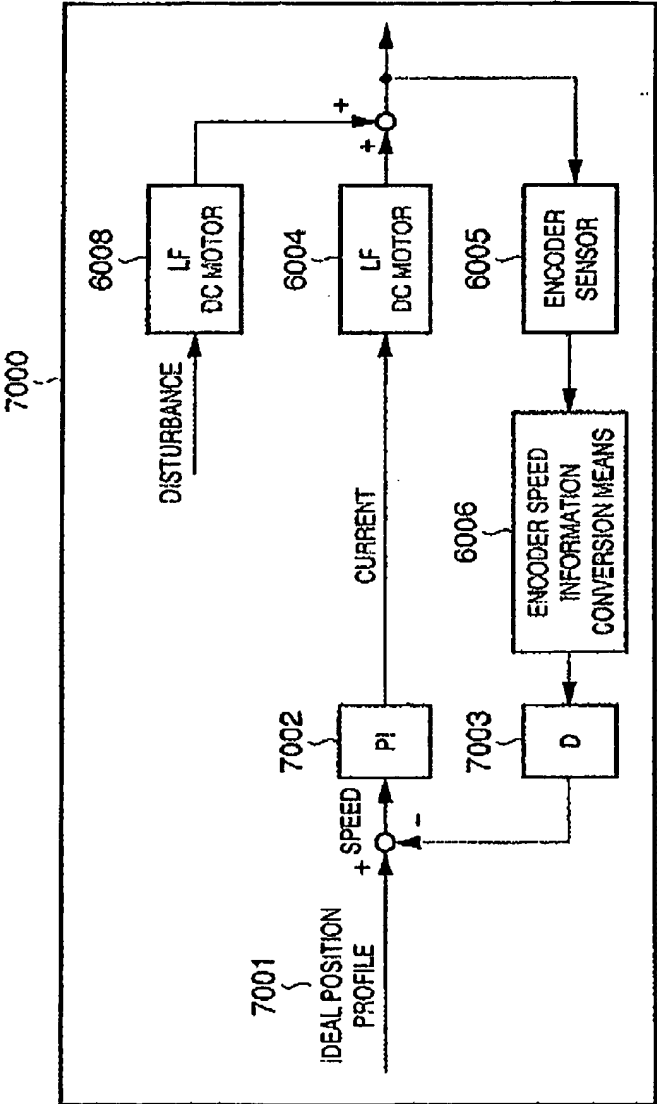 7000
DISTURBANCE
6008
LF
DC MOTOR
+
7001
IDEAL POSITION
PROFILE
+
SPEED
-
7002
PI
CURRENT
6004
LF
DC MOTOR
+
7003
D
6006
ENCODER SPEED
INFORMATION
CONVERSION MEANS
6005
ENCODER
SENSOR